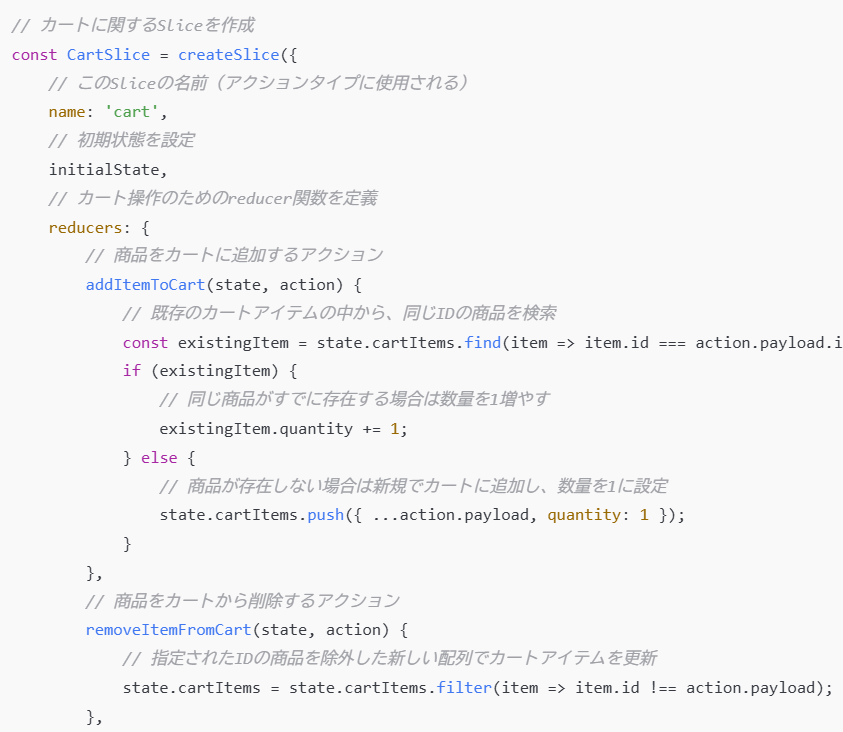 // カートに関するSliceを作成
const CartSlice = createSlice({
    // このSliceの名前（アクションタイプに使用される）
    name: 'cart',
    // 初期状態を設定
    initialState,
    // カート操作のためのreducer関数を定義
    reducers: {
        // 商品をカートに追加するアクション
        addItemToCart(state, action) {
            // 既存のカートアイテムの中から、同じIDの商品を検索
            const existingItem = state.cartItems.find(item => item.id === action.payload.i
            if (existingItem) {
                // 同じ商品がすでに存在する場合は数量を1増やす
                existingItem.quantity += 1;
            } else {
                // 商品が存在しない場合は新規でカートに追加し、数量を1に設定
                state.cartItems.push({ ...action.payload, quantity: 1 });
            }
        },
        // 商品をカートから削除するアクション
        removeItemFromCart(state, action) {
            // 指定されたIDの商品を除外した新しい配列でカートアイテムを更新
            state.cartItems = state.cartItems.filter(item => item.id !== action.payload);
        },